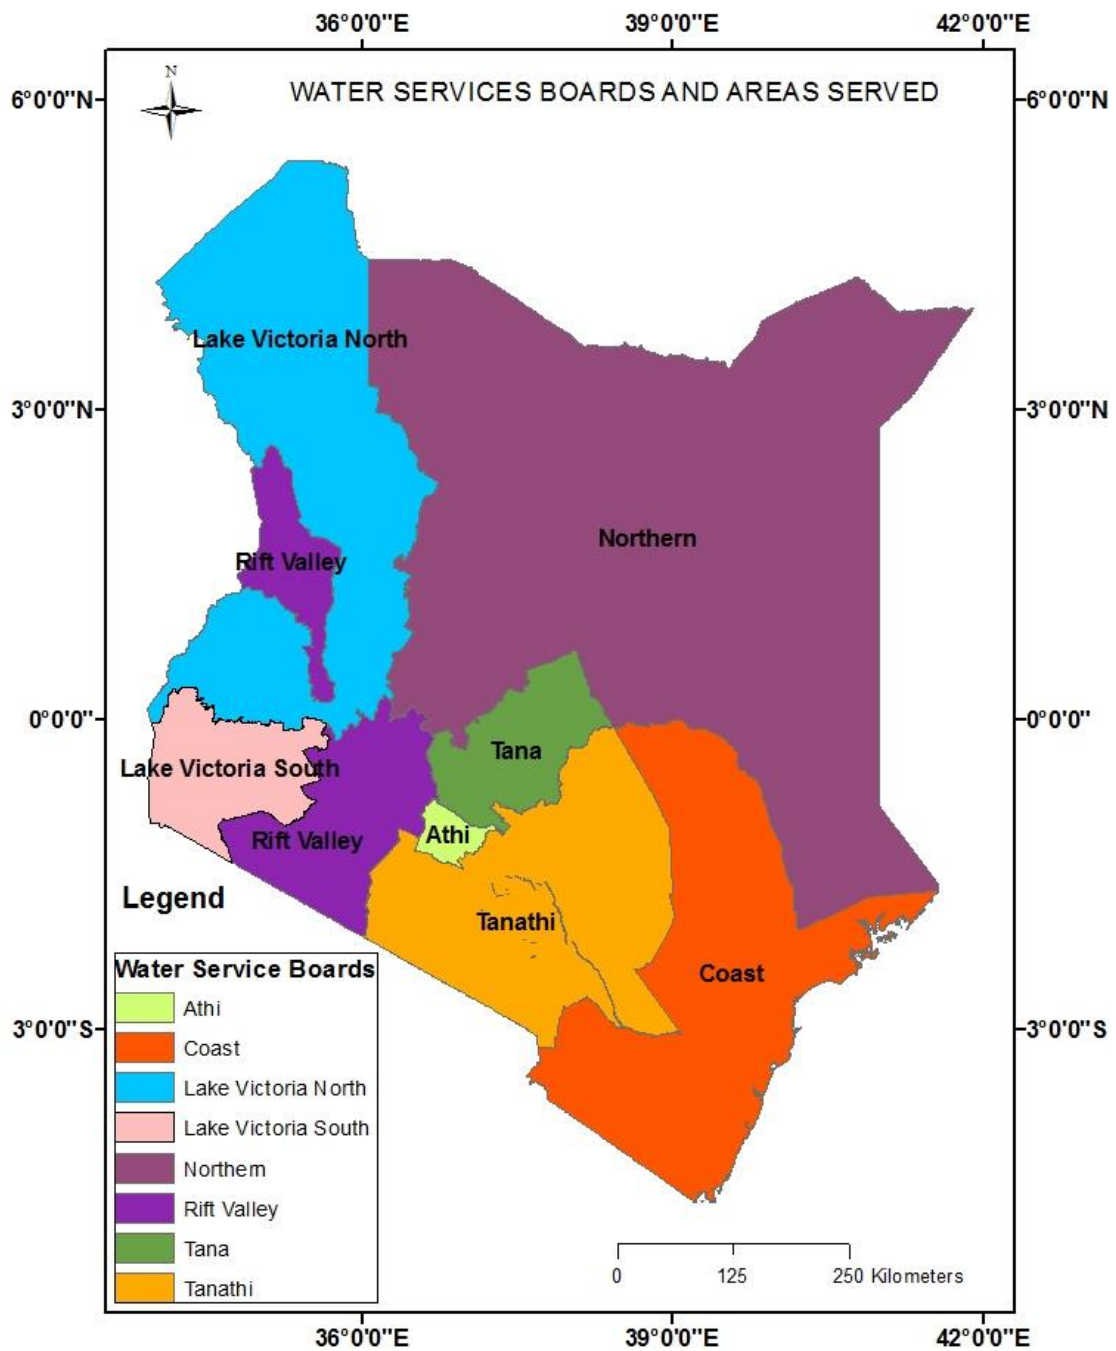 36°0'0"E 39°0'0"E 42°0'0"E
N
WATER SERVICES BOARDS AND AREAS SERVED
6°0'0"N 6°0'0"N
Lake Victoria North
3°0'0"N 3°0'0"N
Northern
Rift Valley
0°0'0" 0°0'0"
Tana
Lake Victoria South
Athi
Rift Valley
Tanathi
Coast
Legend
Water Service Boards
Athi
Coast
Lake Victoria North
Lake Victoria South
Northern
Rift Valley
Tana
Tanathi
3°0'0"S 3°0'0"S
0 125 250 Kilometers
36°0'0"E 39°0'0"E 42°0'0"E